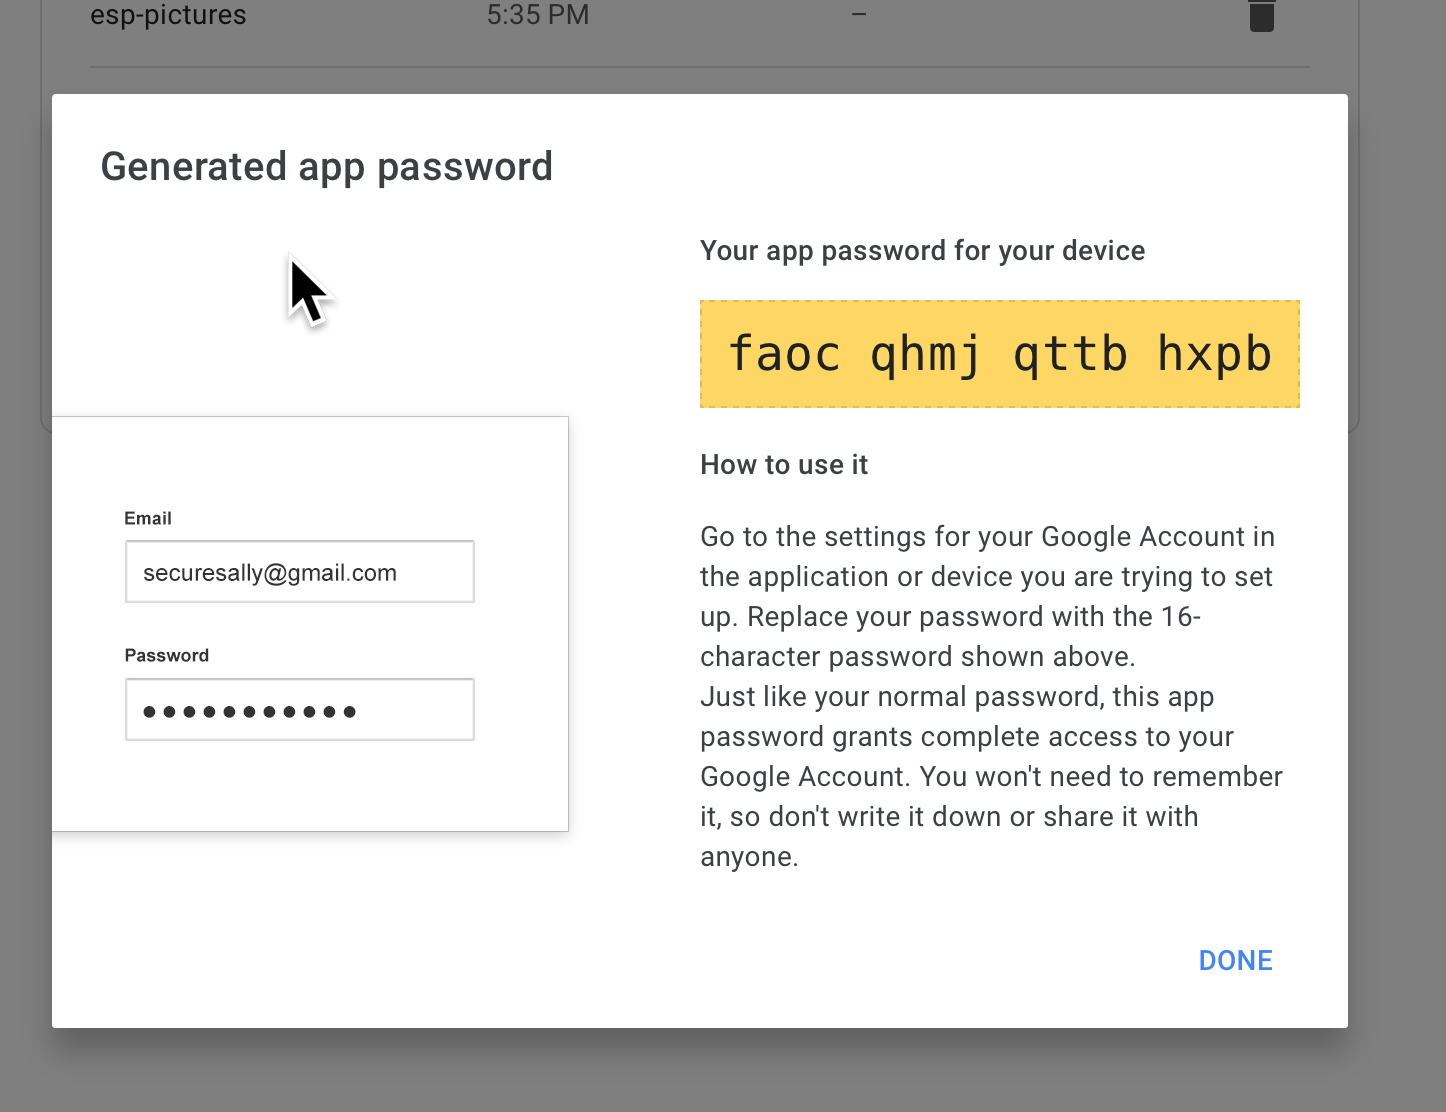 esp-pictures 5:35 PM –
Generated app password
Your app password for your device
faoc qhmj qttb hxpb
Email
securesally@gmail.com
Password
●●●●●●●●●●●
How to use it
Go to the settings for your Google Account in
the application or device you are trying to set
up. Replace your password with the 16-
character password shown above.
Just like your normal password, this app
password grants complete access to your
Google Account. You won't need to remember
it, so don't write it down or share it with
anyone.
DONE